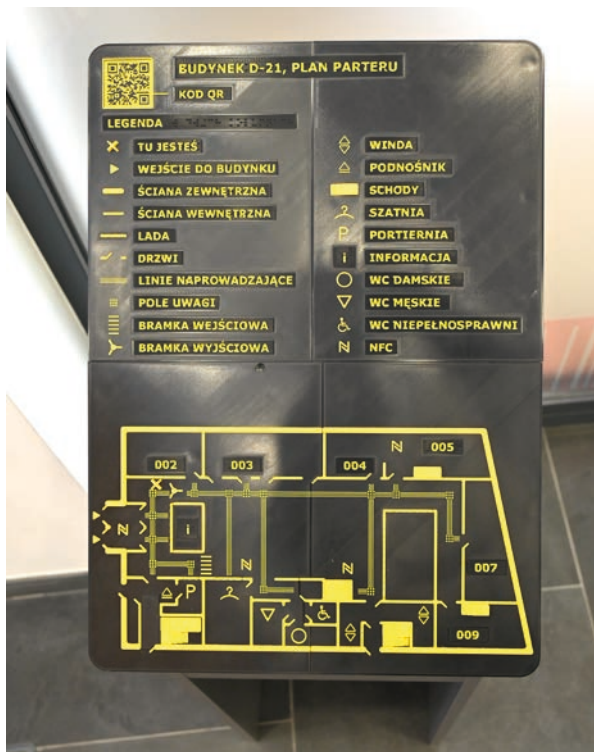 BUDYNEK D-21, PLAN PARTERU
KOD QR
LEGENDA
TU JESTEŚ
WEJŚCIE DO BUDYNKU
ŚCIANA ZEWNĘTRZNA
ŚCIANA WEWNĘTRZNA
LADA
DRZWI
LINIE NAPROWADZAJĄCE
POLE UWAGI
BRAMKA WEJŚCIOWA
BRAMKA WYJŚCIOWA
WINDA
PODNOŚNIK
SCHODY
SZATNIA
P PORTIERNIA
i INFORMACJA
WC DAMSKIE
WC MĘSKIE
WC NIEPEŁNOSPRAWNI
N NFC
N 005
002 003 004
N i
N N
007
P
009